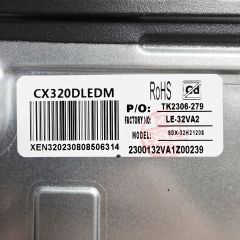 CX320DLEDM
XEN320230808506314
RoHS
P/O: TK2306-279
FACTORY NO: LE-32VA2
MODEL: SDX-32H2120B
2300132VA1Z00239